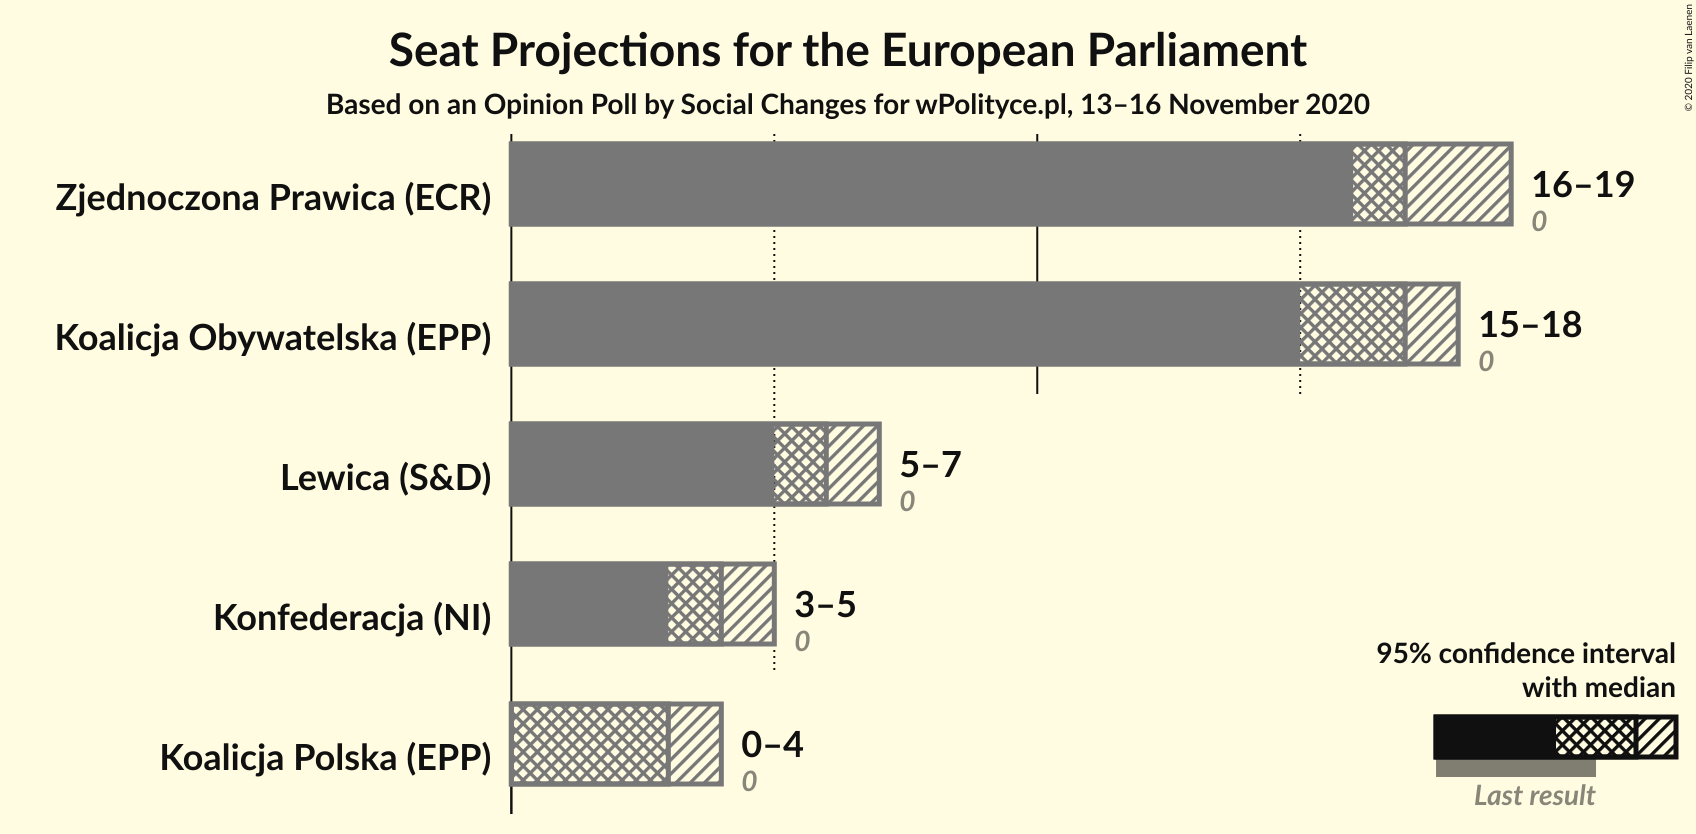 Seat Projections for the European Parliament
Based on an Opinion Poll by Social Changes for wPolityce.pl, 13–16 November 2020
© 2020 Filip van Laenen
Zjednoczona Prawica (ECR)
16–19
0
Koalicja Obywatelska (EPP)
15–18
0
Lewica (S&D)
5–7
0
Konfederacja (NI)
3–5
0
Koalicja Polska (EPP)
0–4
0
95% confidence interval
with median
Last result